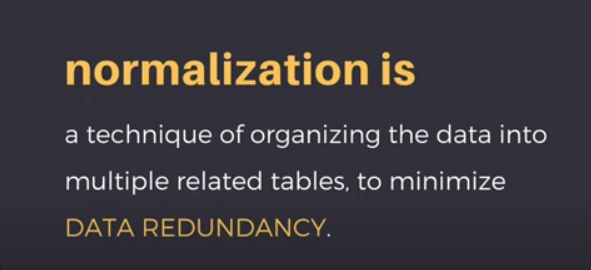 normalization is
a technique of organizing the data into
multiple related tables, to minimize
DATA REDUNDANCY.